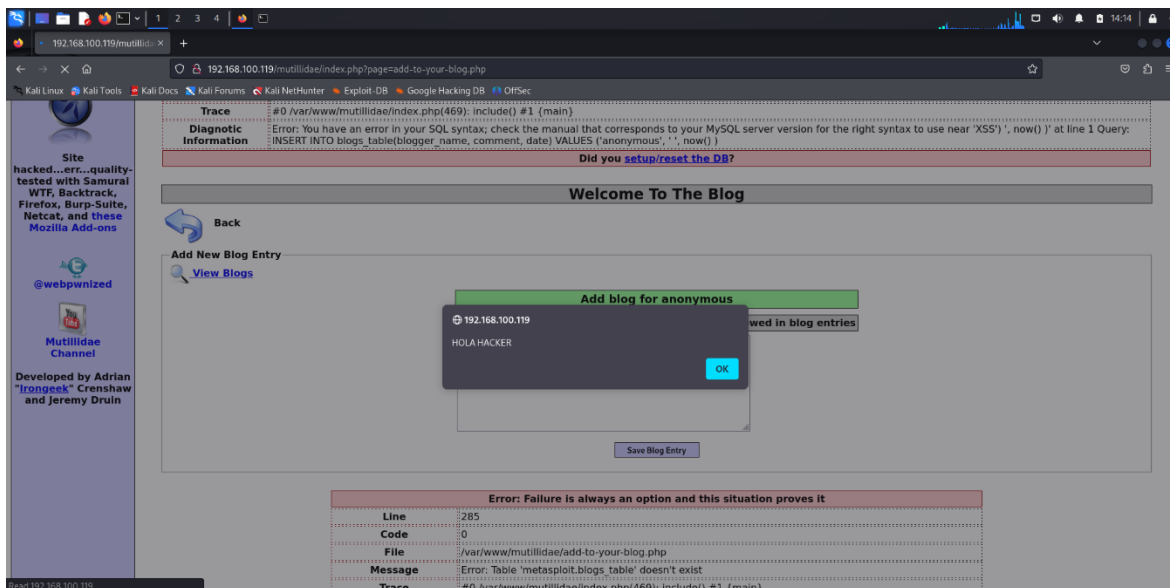 1 2 3 4
14:14
192.168.100.119/mutillida
192.168.100.119/mutillidae/index.php?page=add-to-your-blog.php
Kali Linux Kali Tools Kali Docs Kali Forums Kali NetHunter Exploit-DB Google Hacking DB OffSec
Trace #0 /var/www/mutillidae/index.php(469): include() #1 {main}
Diagnostic Information
Error: You have an error in your SQL syntax; check the manual that corresponds to your MySQL server version for the right syntax to use near 'XSS') ', now() )' at line 1 Query:
INSERT INTO blogs_table(blogger_name, comment, date) VALUES ('anonymous', ' ', now() )
Did you setup/reset the DB?
Site
hacked...err...quality-
tested with Samurai
WTF, Backtrack,
Firefox, Burp-Suite,
Netcat, and these
Mozilla Add-ons
@webpwnized
Mutillidae
Channel
Developed by Adrian
"Irongeek" Crenshaw
and Jeremy Druin
Welcome To The Blog
Back
Add New Blog Entry
View Blogs
Add blog for anonymous
wed in blog entries
192.168.100.119
HOLA HACKER
OK
Save Blog Entry
Error: Failure is always an option and this situation proves it
Line 285
Code 0
File /var/www/mutillidae/add-to-your-blog.php
Message Error: Table 'metasploit.blogs_table' doesn't exist
Trace #0 /var/www/mutillidae/index.php(469): include() #1 {main}
Read 192.168.100.119